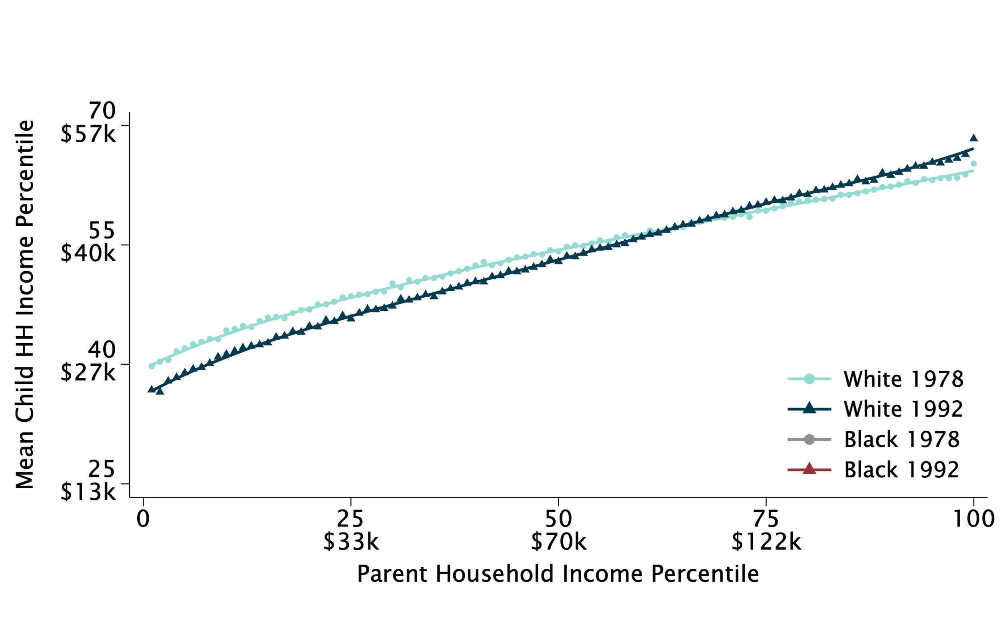 Mean Child HH Income Percentile
70
$57k
55
$40k
40
$27k
25
$13k
White 1978
White 1992
Black 1978
Black 1992
0 25 50 75 100
$33k $70k $122k
Parent Household Income Percentile